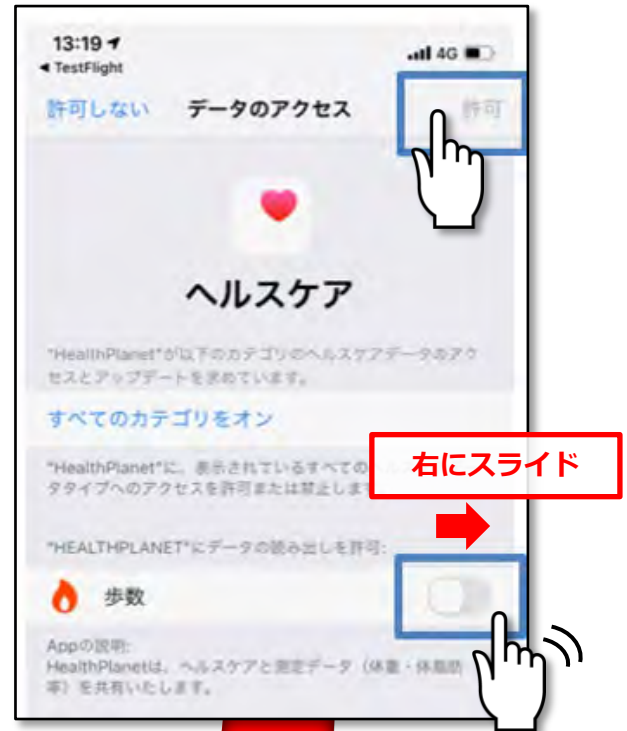 13:19
4G
◀ TestFlight
許可しない データのアクセス 許可
ヘルスケア
"HealthPlanet"が以下のカテゴリのヘルスケアデータのアク
セスとアップデートを求めています。
すべてのカテゴリをオン
"HealthPlanet"に、表示されているすべての
タタイプへのアクセスを許可または禁止しま
右にスライド
"HEALTHPLANET"にデータの読み出しを許可:
歩数
Appの説明:
HealthPlanetは、ヘルスケアと測定データ（体重・体脂肪
率）を共有いたします。